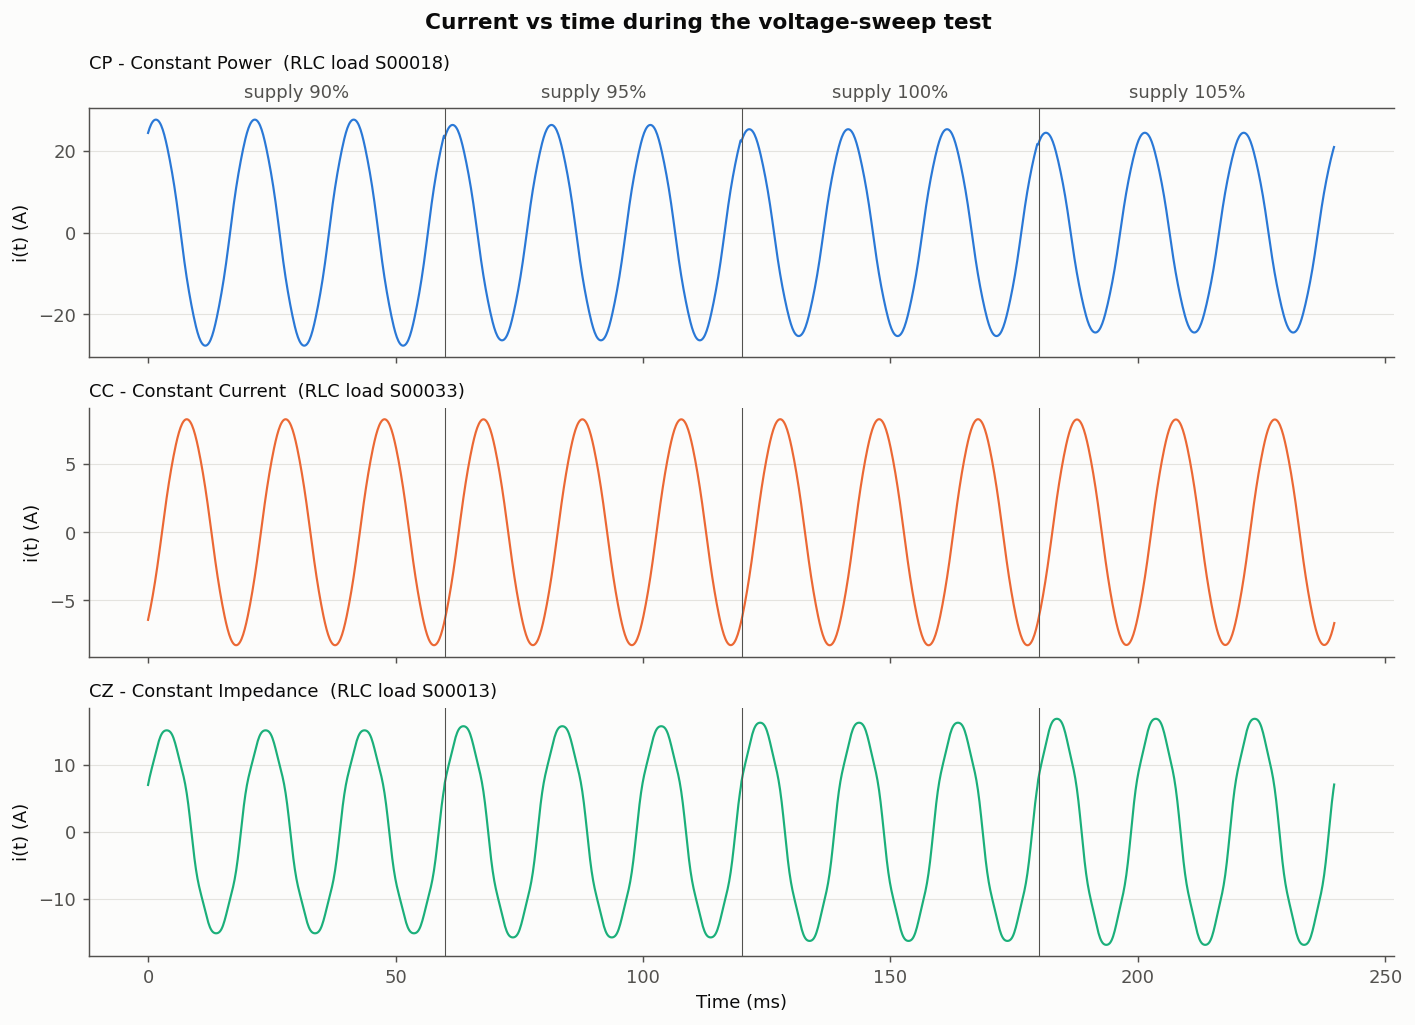 Current vs time during the voltage-sweep test
CP - Constant Power  (RLC load S00018)
supply 90% supply 95% supply 100% supply 105%
20
0
−20
i(t) (A)
CC - Constant Current  (RLC load S00033)
5
0
−5
i(t) (A)
CZ - Constant Impedance  (RLC load S00013)
10
0
−10
i(t) (A)
0 50 100 150 200 250
Time (ms)